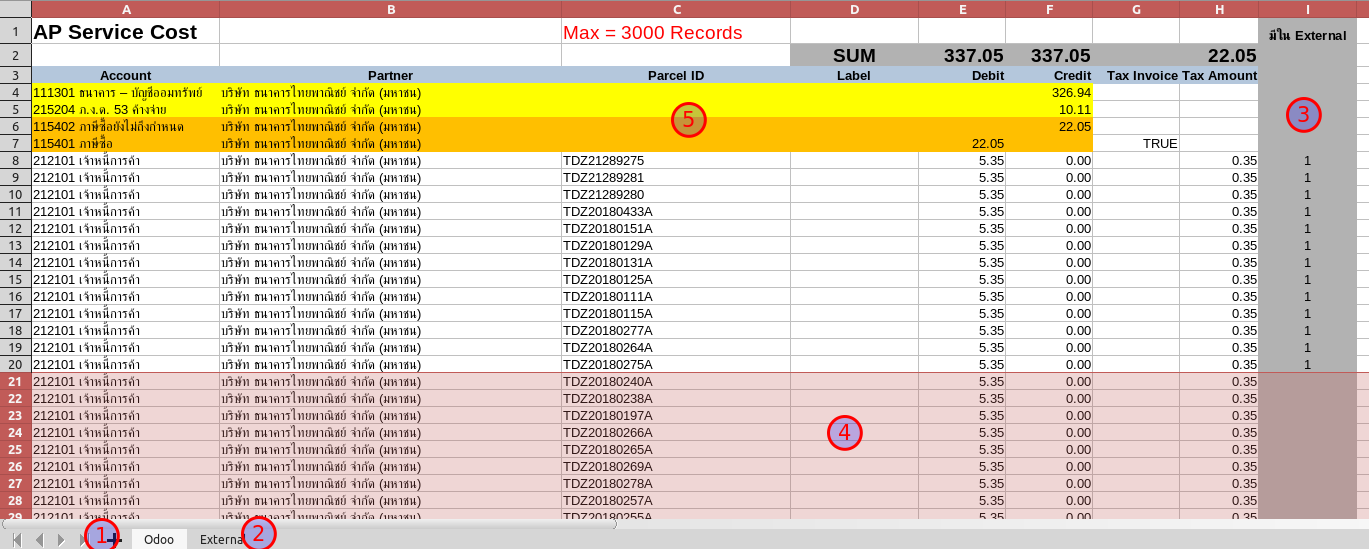 A B C D E F G H I
1 AP Service Cost Max = 3000 Records มีใน External
2 SUM 337.05 337.05 22.05
3 Account Partner Parcel ID Label Debit Credit Tax Invoice Tax Amount
4 111301 ธนาคาร – บัญชีออมทรัพย์ บริษัท ธนาคารไทยพาณิชย์ จำกัด (มหาชน) 326.94
5 215204 ภ.ง.ด. 53 ค้างจ่าย บริษัท ธนาคารไทยพาณิชย์ จำกัด (มหาชน) 10.11
6 115402 ภาษีซื้อยังไม่ถึงกำหนด บริษัท ธนาคารไทยพาณิชย์ จำกัด (มหาชน) 22.05
7 115401 ภาษีซื้อ บริษัท ธนาคารไทยพาณิชย์ จำกัด (มหาชน) 22.05 TRUE
5
3
8 212101 เจ้าหนี้การค้า บริษัท ธนาคารไทยพาณิชย์ จำกัด (มหาชน) TDZ21289275 5.35 0.00 0.35 1
9 212101 เจ้าหนี้การค้า บริษัท ธนาคารไทยพาณิชย์ จำกัด (มหาชน) TDZ21289281 5.35 0.00 0.35 1
10 212101 เจ้าหนี้การค้า บริษัท ธนาคารไทยพาณิชย์ จำกัด (มหาชน) TDZ21289280 5.35 0.00 0.35 1
11 212101 เจ้าหนี้การค้า บริษัท ธนาคารไทยพาณิชย์ จำกัด (มหาชน) TDZ20180433A 5.35 0.00 0.35 1
12 212101 เจ้าหนี้การค้า บริษัท ธนาคารไทยพาณิชย์ จำกัด (มหาชน) TDZ20180151A 5.35 0.00 0.35 1
13 212101 เจ้าหนี้การค้า บริษัท ธนาคารไทยพาณิชย์ จำกัด (มหาชน) TDZ20180129A 5.35 0.00 0.35 1
14 212101 เจ้าหนี้การค้า บริษัท ธนาคารไทยพาณิชย์ จำกัด (มหาชน) TDZ20180131A 5.35 0.00 0.35 1
15 212101 เจ้าหนี้การค้า บริษัท ธนาคารไทยพาณิชย์ จำกัด (มหาชน) TDZ20180125A 5.35 0.00 0.35 1
16 212101 เจ้าหนี้การค้า บริษัท ธนาคารไทยพาณิชย์ จำกัด (มหาชน) TDZ20180111A 5.35 0.00 0.35 1
17 212101 เจ้าหนี้การค้า บริษัท ธนาคารไทยพาณิชย์ จำกัด (มหาชน) TDZ20180115A 5.35 0.00 0.35 1
18 212101 เจ้าหนี้การค้า บริษัท ธนาคารไทยพาณิชย์ จำกัด (มหาชน) TDZ20180277A 5.35 0.00 0.35 1
19 212101 เจ้าหนี้การค้า บริษัท ธนาคารไทยพาณิชย์ จำกัด (มหาชน) TDZ20180264A 5.35 0.00 0.35 1
20 212101 เจ้าหนี้การค้า บริษัท ธนาคารไทยพาณิชย์ จำกัด (มหาชน) TDZ20180275A 5.35 0.00 0.35 1
21 212101 เจ้าหนี้การค้า บริษัท ธนาคารไทยพาณิชย์ จำกัด (มหาชน) TDZ20180240A 5.35 0.00 0.35
22 212101 เจ้าหนี้การค้า บริษัท ธนาคารไทยพาณิชย์ จำกัด (มหาชน) TDZ20180238A 5.35 0.00 0.35
23 212101 เจ้าหนี้การค้า บริษัท ธนาคารไทยพาณิชย์ จำกัด (มหาชน) TDZ20180197A 5.35 0.00 0.35
24 212101 เจ้าหนี้การค้า บริษัท ธนาคารไทยพาณิชย์ จำกัด (มหาชน) TDZ20180266A 4 5.35 0.00 0.35
25 212101 เจ้าหนี้การค้า บริษัท ธนาคารไทยพาณิชย์ จำกัด (มหาชน) TDZ20180265A 5.35 0.00 0.35
26 212101 เจ้าหนี้การค้า บริษัท ธนาคารไทยพาณิชย์ จำกัด (มหาชน) TDZ20180269A 5.35 0.00 0.35
27 212101 เจ้าหนี้การค้า บริษัท ธนาคารไทยพาณิชย์ จำกัด (มหาชน) TDZ20180278A 5.35 0.00 0.35
28 212101 เจ้าหนี้การค้า บริษัท ธนาคารไทยพาณิชย์ จำกัด (มหาชน) TDZ20180257A 5.35 0.00 0.35
29 212101 เจ้าหนี้การค้า บริษัท ธนาคารไทยพาณิชย์ จำกัด (มหาชน) TDZ20180255A 5.35 0.00 0.35
1 Odoo External 2